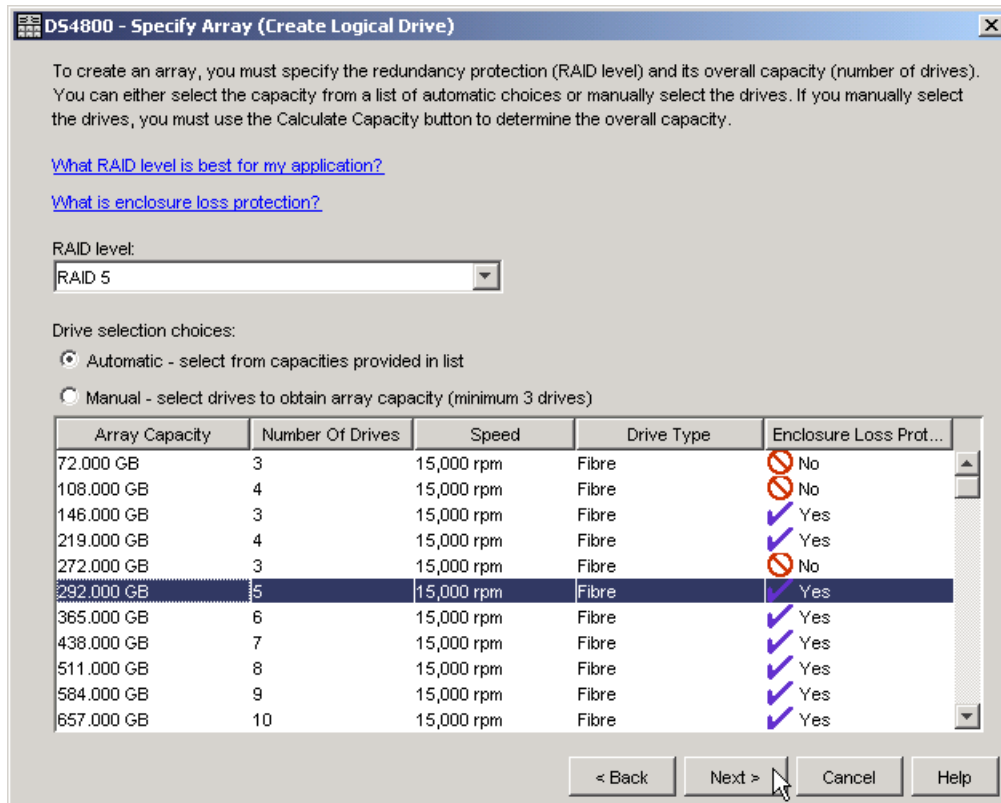 DS4800 - Specify Array (Create Logical Drive)
To create an array, you must specify the redundancy protection (RAID level) and its overall capacity (number of drives).
You can either select the capacity from a list of automatic choices or manually select the drives. If you manually select
the drives, you must use the Calculate Capacity button to determine the overall capacity.
What RAID level is best for my application?
What is enclosure loss protection?
RAID level:
RAID 5
Drive selection choices:
Automatic - select from capacities provided in list
Manual - select drives to obtain array capacity (minimum 3 drives)
Array Capacity Number Of Drives Speed Drive Type Enclosure Loss Prot...
72.000 GB 3 15,000 rpm Fibre No
108.000 GB 4 15,000 rpm Fibre No
146.000 GB 3 15,000 rpm Fibre Yes
219.000 GB 4 15,000 rpm Fibre Yes
272.000 GB 3 15,000 rpm Fibre No
292.000 GB 5 15,000 rpm Fibre Yes
365.000 GB 6 15,000 rpm Fibre Yes
438.000 GB 7 15,000 rpm Fibre Yes
511.000 GB 8 15,000 rpm Fibre Yes
584.000 GB 9 15,000 rpm Fibre Yes
657.000 GB 10 15,000 rpm Fibre Yes
< Back Next > Cancel Help